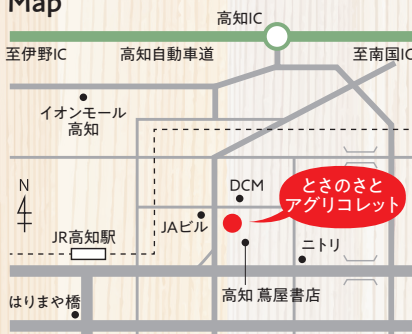 Map
高知IC
至伊野IC
高知自動車道
至南国IC
イオンモール
高知
N
DCM
とさのさと
アグリコレット
JAビル
JR高知駅
ニトリ
はりまや橋
高知 蔦屋書店